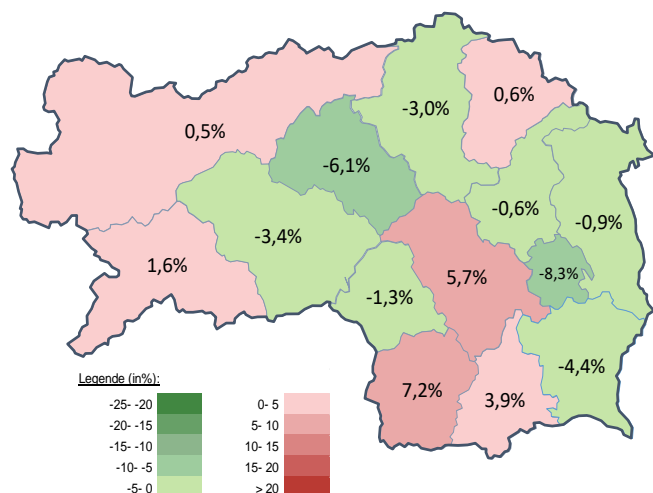 0,6%
-3,0%
0,5%
-6,1%
-0,6%
-0,9%
-3,4%
1,6%
5,7%
-8,3%
-1,3%
-4,4%
7,2%
3,9%
Legende (in%):
-25- -20 0- 5
-20- -15 5- 10
-15- -10 10- 15
-10- -5 15- 20
-5- 0 > 20